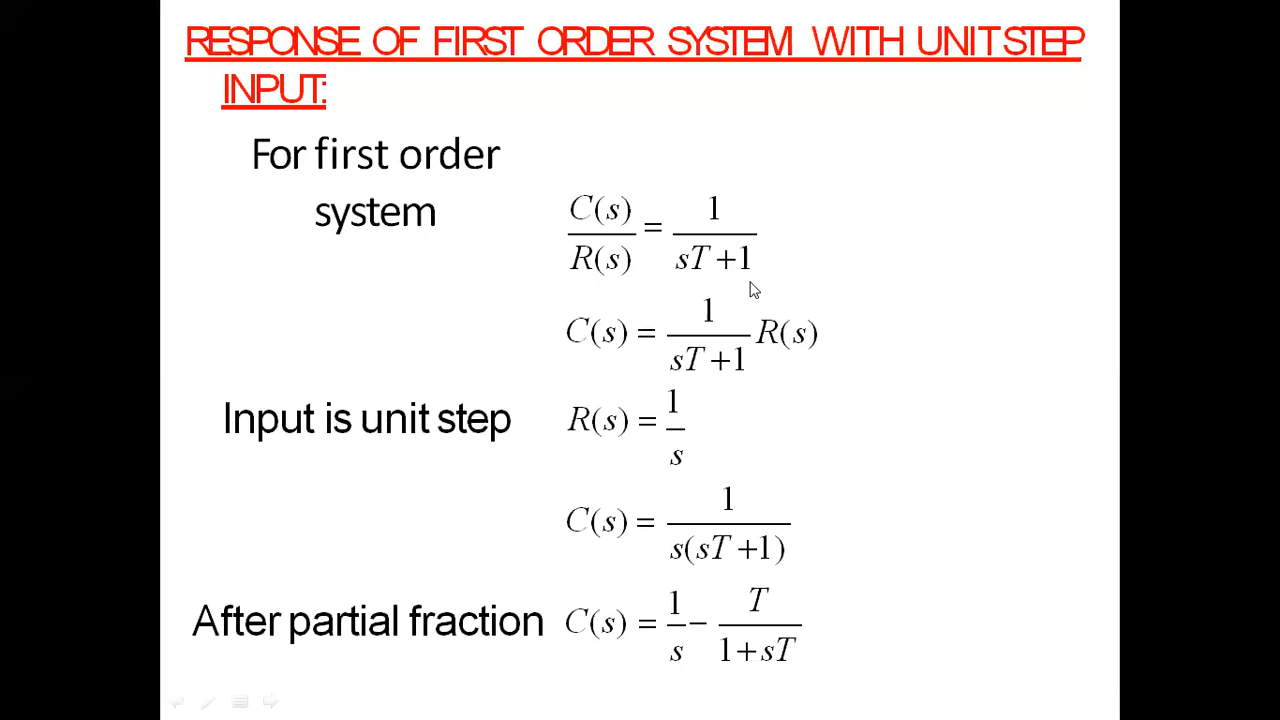 RESPONSE OF FIRST ORDER SYSTEM WITH UNIT STEP
INPUT:
For first order
system
C(s)/R(s) = 1/(sT+1)
C(s) = 1/(sT+1) R(s)
Input is unit step R(s) = 1/s
C(s) = 1/(s(sT+1))
After partial fraction C(s) = 1/s − T/(1+sT)